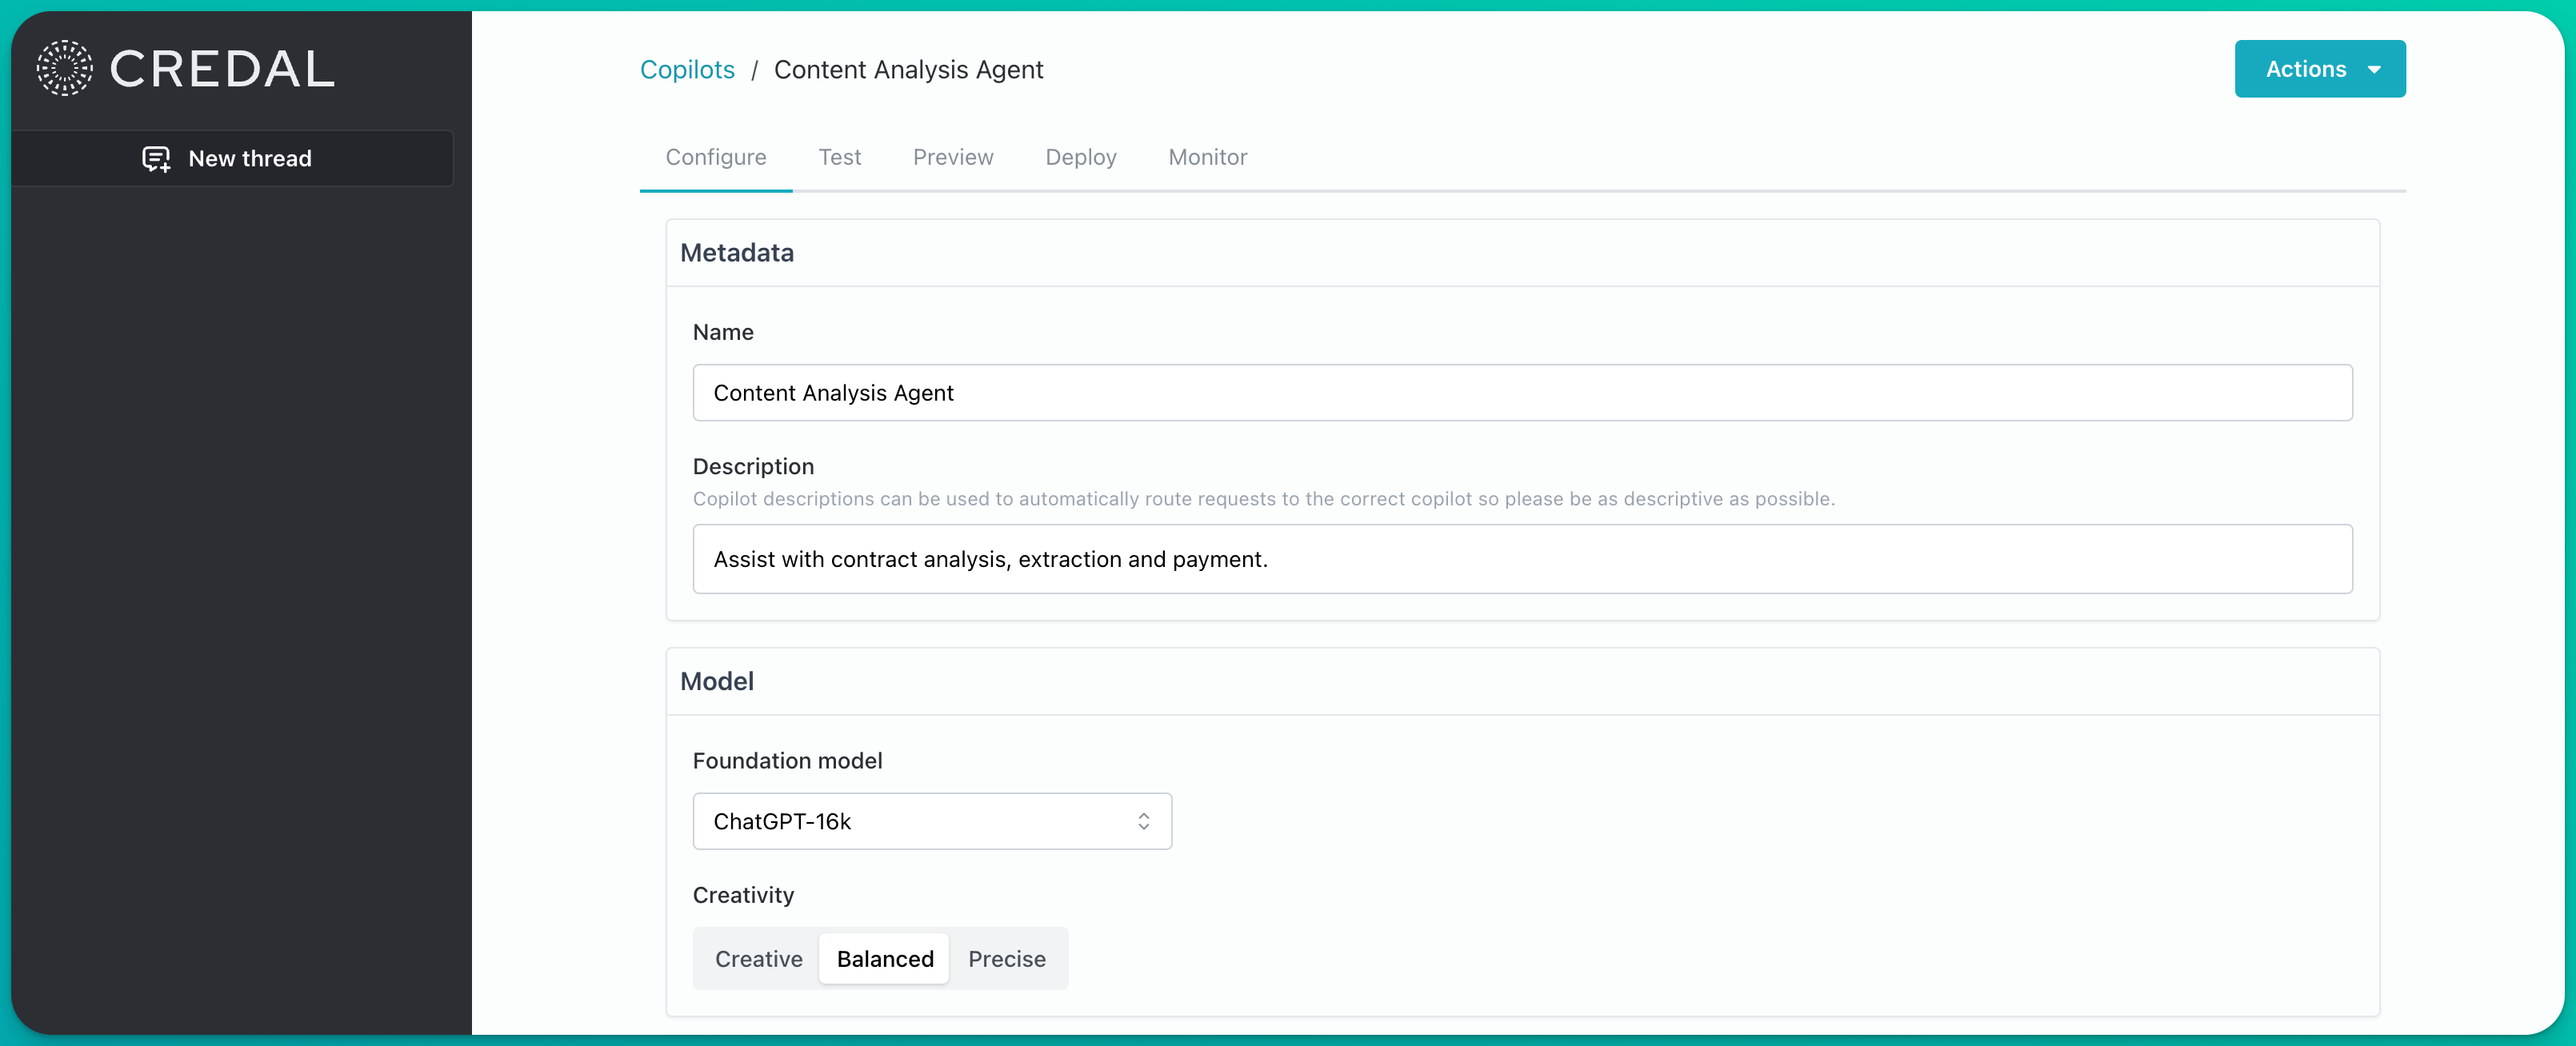 CREDAL
New thread
Copilots / Content Analysis Agent
Actions
Configure Test Preview Deploy Monitor
Metadata
Name
Content Analysis Agent
Description
Copilot descriptions can be used to automatically route requests to the correct copilot so please be as descriptive as possible.
Assist with contract analysis, extraction and payment.
Model
Foundation model
ChatGPT-16k
Creativity
Creative Balanced Precise